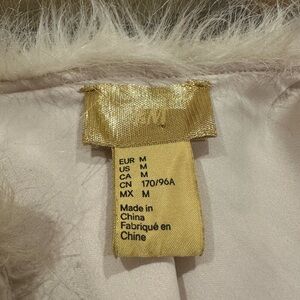 H&M
EUR M
US M
CA M
CN 170/96A
MX M
Made in
China
Fabriqué en
Chine